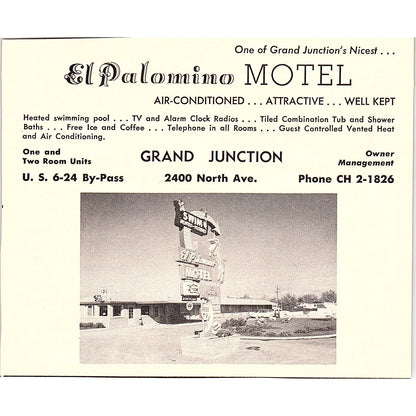 One of Grand Junction's Nicest . . .
El Palomino MOTEL
AIR-CONDITIONED . . . ATTRACTIVE . . . WELL KEPT
Heated swimming pool . . . TV and Alarm Clock Radios . . . Tiled Combination Tub and Shower
Baths . . . Free Ice and Coffee . . . Telephone in all Rooms . . . Guest Controlled Vented Heat
and Air Conditioning.
One and
Two Room Units
GRAND JUNCTION
Owner
Management
U. S. 6-24 By-Pass 2400 North Ave. Phone CH 2-1826
SWIM
El Palomino
MOTEL